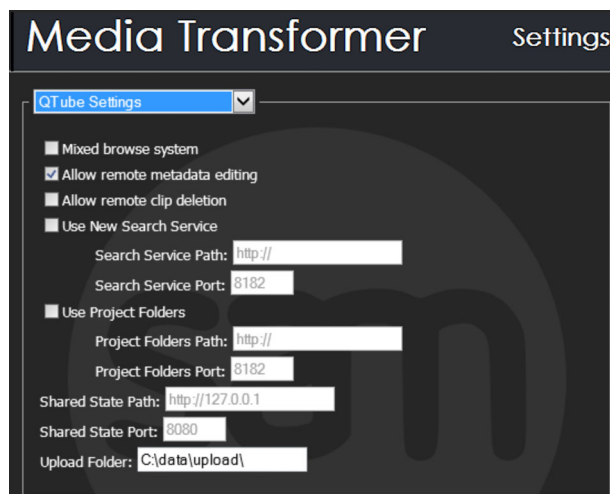 Media Transformer Settings
QTube Settings
Mixed browse system
Allow remote metadata editing
Allow remote clip deletion
Use New Search Service
Search Service Path: http://
Search Service Port: 8182
Use Project Folders
Project Folders Path: http://
Project Folders Port: 8182
Shared State Path: http://127.0.0.1
Shared State Port: 8080
Upload Folder: C:\data\upload\
sam